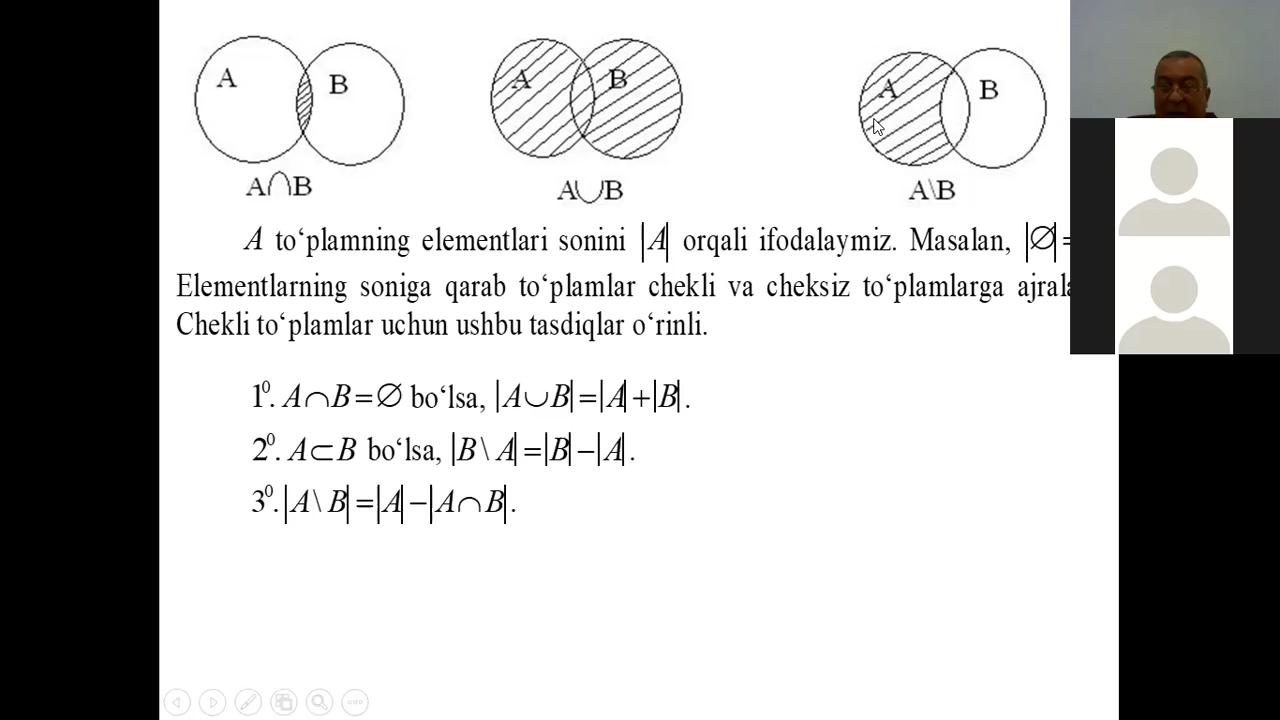 A B
A∩B
A B
A∪B
A B
A\B
A to‘plamning elementlari sonini |A| orqali ifodalaymiz. Masalan, |∅|=
Elementlarning soniga qarab to‘plamlar chekli va cheksiz to‘plamlarga
Chekli to‘plamlar uchun ushbu tasdiqlar o‘rinli.
1⁰. A∩B=∅ bo‘lsa, |A∪B|=|A|+|B|.
2⁰. A⊂B bo‘lsa, |B\A|=|B|−|A|.
3⁰. |A\B|=|A|−|A∩B|.